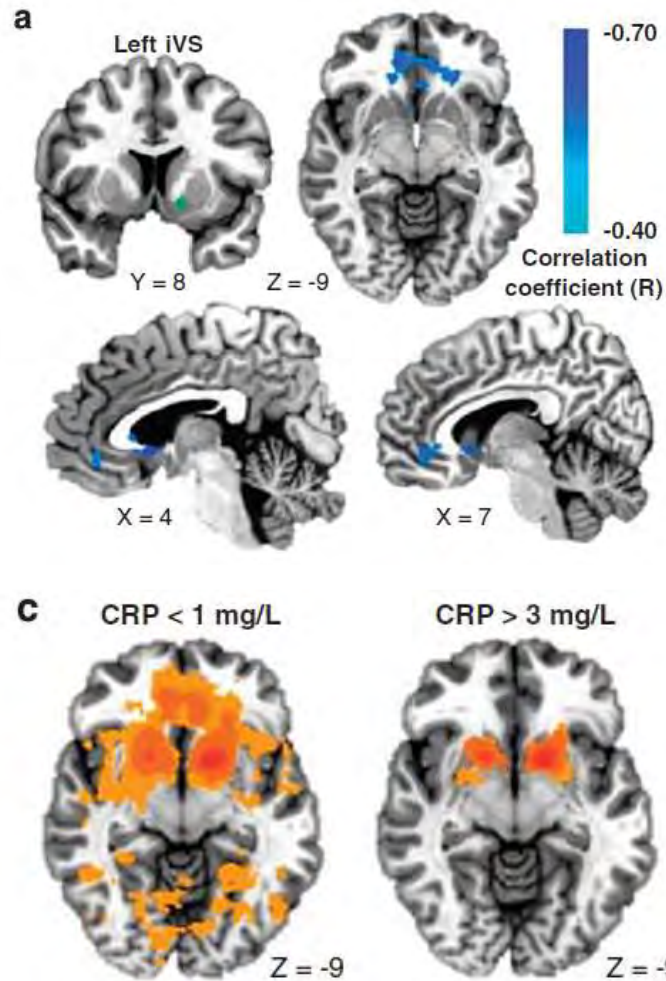 a
Left iVS
-0.70
-0.40
Y = 8
Z = -9
Correlation
coefficient (R)
X = 4
X = 7
c
CRP < 1 mg/L
CRP > 3 mg/L
Z = -9
Z = -9